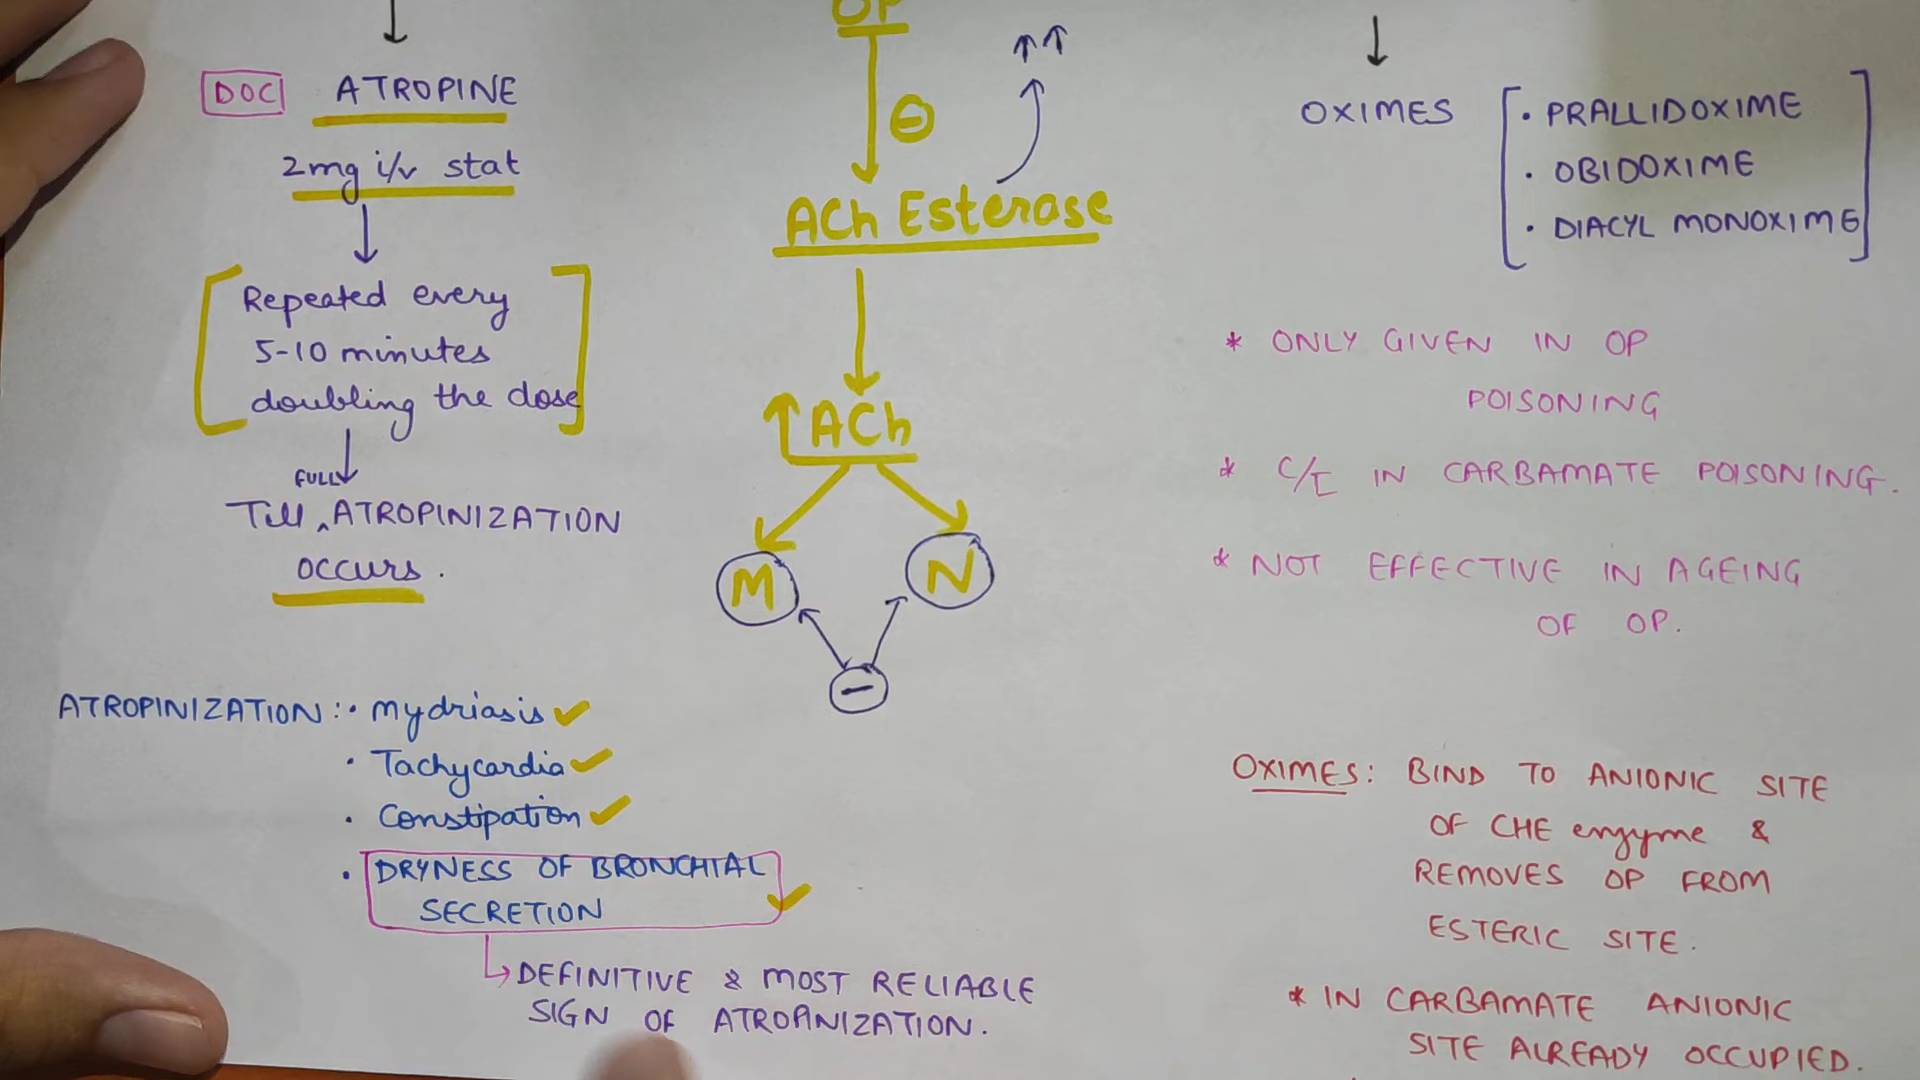 DOC ATROPINE
2mg i/v stat
Repeated every
5-10 minutes
doubling the dose
FULL
Till ^ ATROPINIZATION
occurs.
ATROPINIZATION: • mydriasis
• Tachycardia
• Constipation
• DRYNESS OF BRONCHIAL
SECRETION
DEFINITIVE & MOST RELIABLE
SIGN OF ATROPINIZATION.
OP
ACh Esterase
↑ACh
M
N
OXIMES
• PRALLIDOXIME
• OBIDOXIME
• DIACYL MONOXIME
* ONLY GIVEN IN OP
POISONING
* C/I IN CARBAMATE POISONING.
* NOT EFFECTIVE IN AGEING
OF OP.
OXIMES: BIND TO ANIONIC SITE
OF CHE enzyme &
REMOVES OP FROM
ESTERIC SITE.
* IN CARBAMATE ANIONIC
SITE ALREADY OCCUPIED.